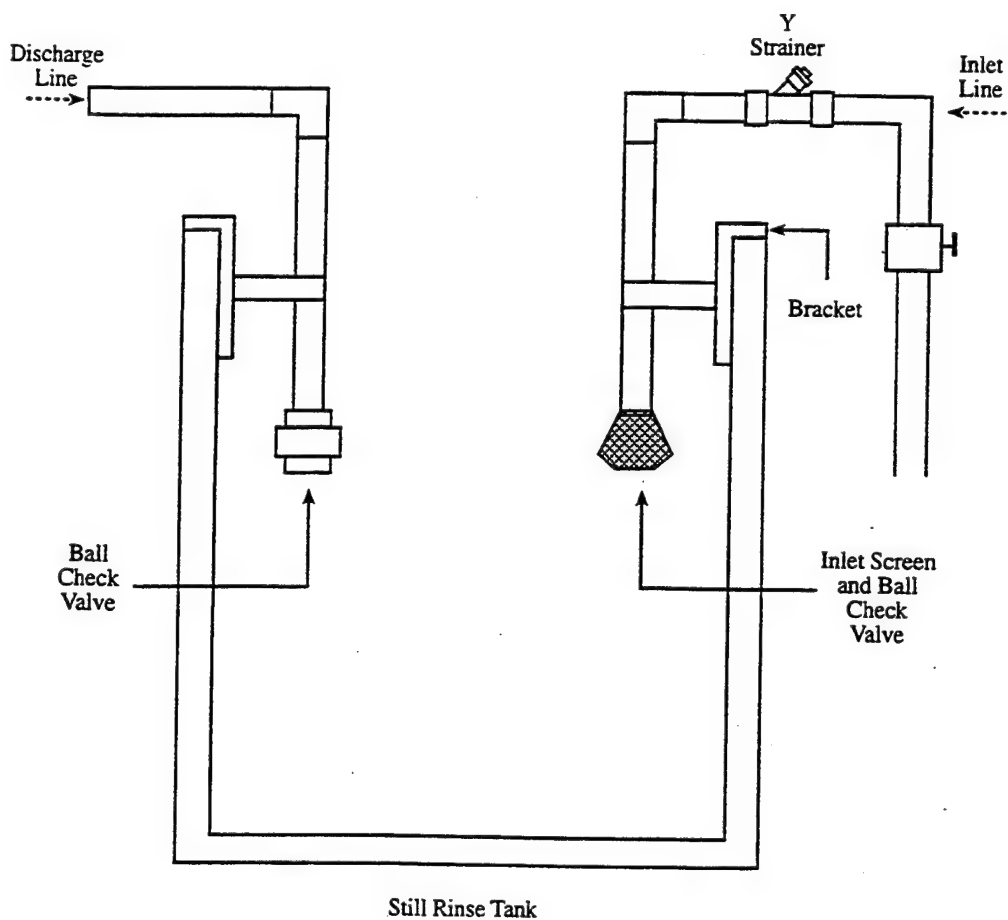 Discharge
Line
Y
Strainer
Inlet
Line
Bracket
Ball
Check
Valve
Inlet Screen
and Ball
Check
Valve
Still Rinse Tank